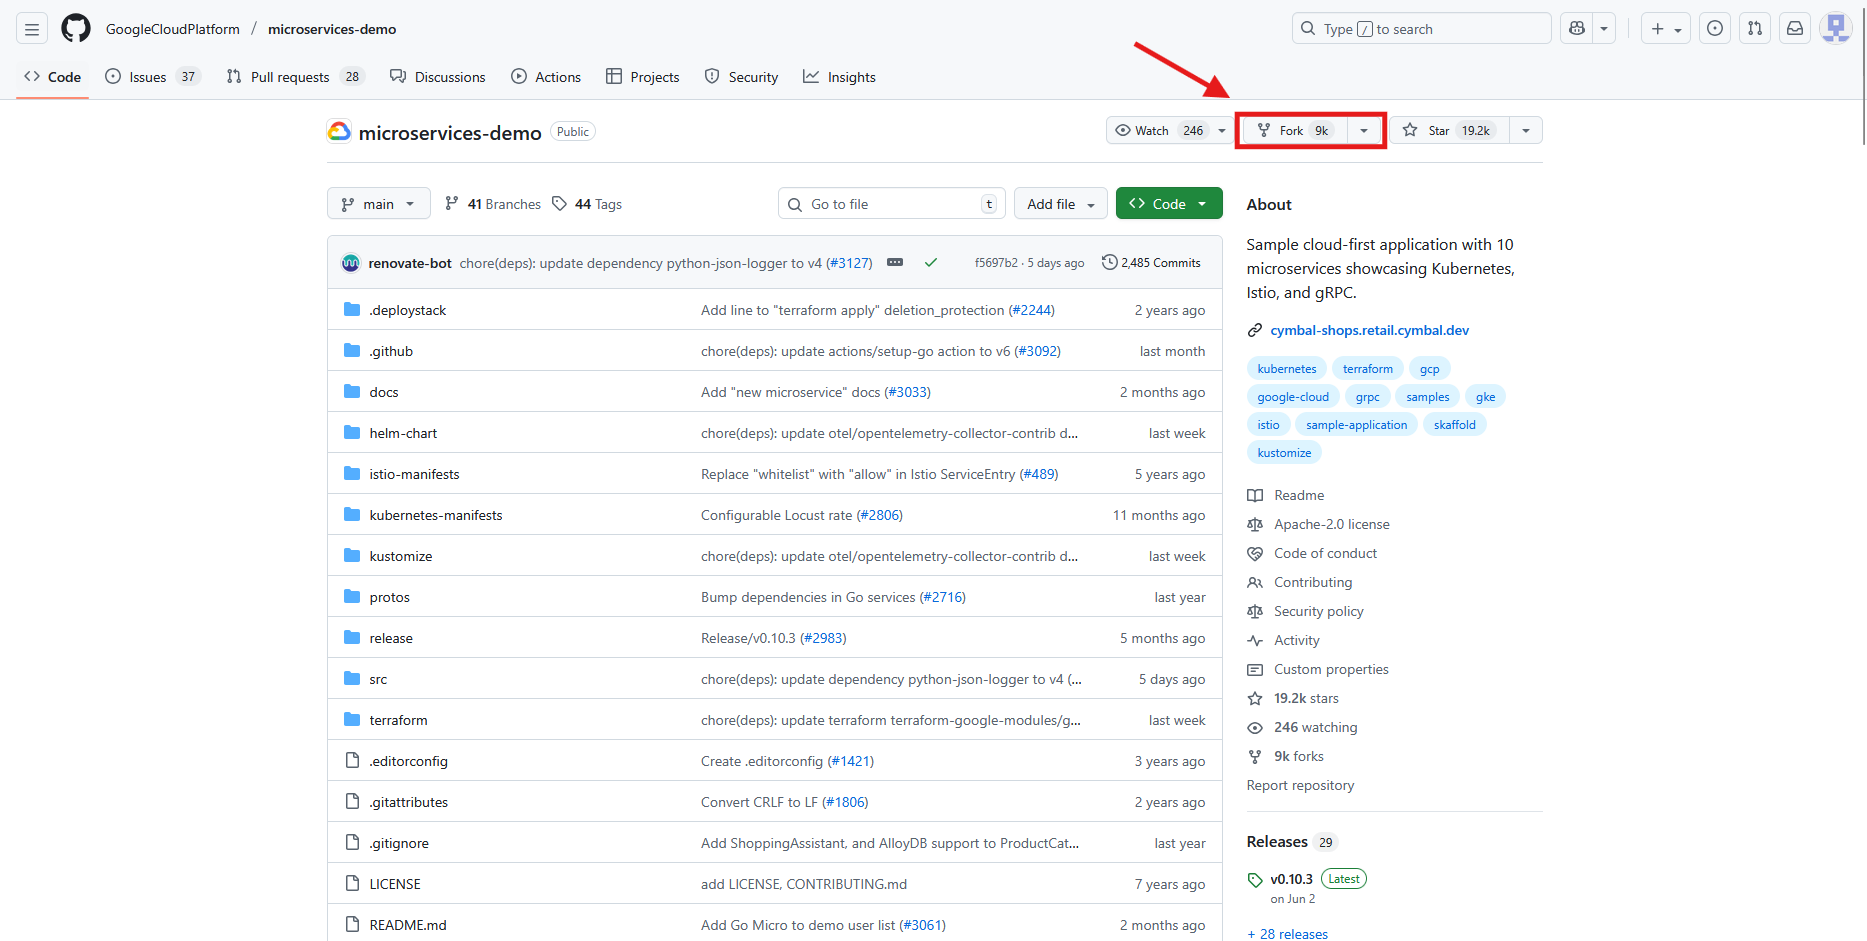 GoogleCloudPlatform / microservices-demo
Type / to search
Code Issues 37 Pull requests 28 Discussions Actions Projects Security Insights
microservices-demo Public
Watch 246 Fork 9k Star 19.2k
main 41 Branches 44 Tags Go to file t Add file Code
renovate-bot chore(deps): update dependency python-json-logger to v4 (#3127) f5697b2 · 5 days ago 2,485 Commits
.deploystack Add line to "terraform apply" deletion_protection (#2244) 2 years ago
.github chore(deps): update actions/setup-go action to v6 (#3092) last month
docs Add "new microservice" docs (#3033) 2 months ago
helm-chart chore(deps): update otel/opentelemetry-collector-contrib d... last week
istio-manifests Replace "whitelist" with "allow" in Istio ServiceEntry (#489) 5 years ago
kubernetes-manifests Configurable Locust rate (#2806) 11 months ago
kustomize chore(deps): update otel/opentelemetry-collector-contrib d... last week
protos Bump dependencies in Go services (#2716) last year
release Release/v0.10.3 (#2983) 5 months ago
src chore(deps): update dependency python-json-logger to v4 (... 5 days ago
terraform chore(deps): update terraform terraform-google-modules/g... last week
.editorconfig Create .editorconfig (#1421) 3 years ago
.gitattributes Convert CRLF to LF (#1806) 2 years ago
.gitignore Add ShoppingAssistant, and AlloyDB support to ProductCat... last year
LICENSE add LICENSE, CONTRIBUTING.md 7 years ago
README.md Add Go Micro to demo user list (#3061) 2 months ago
About
Sample cloud-first application with 10
microservices showcasing Kubernetes,
Istio, and gRPC.
cymbal-shops.retail.cymbal.dev
kubernetes terraform gcp
google-cloud grpc samples gke
istio sample-application skaffold
kustomize
Readme
Apache-2.0 license
Code of conduct
Contributing
Security policy
Activity
Custom properties
19.2k stars
246 watching
9k forks
Report repository
Releases 29
v0.10.3 Latest
on Jun 2
+ 28 releases